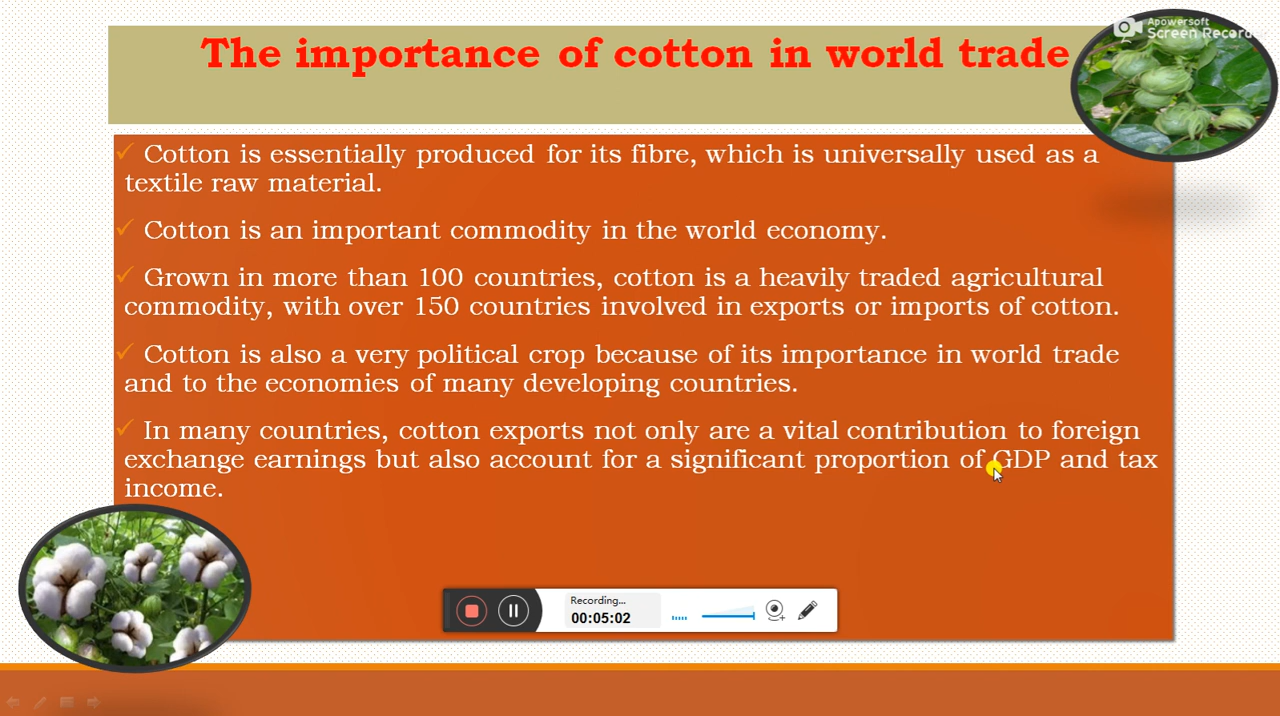 Apowersoft
Screen Recorder
The importance of cotton in world trade
✓ Cotton is essentially produced for its fibre, which is universally used as a
textile raw material.
✓ Cotton is an important commodity in the world economy.
✓ Grown in more than 100 countries, cotton is a heavily traded agricultural
commodity, with over 150 countries involved in exports or imports of cotton.
✓ Cotton is also a very political crop because of its importance in world trade
and to the economies of many developing countries.
✓ In many countries, cotton exports not only are a vital contribution to foreign
exchange earnings but also account for a significant proportion of GDP and tax
income.
Recording...
00:05:02